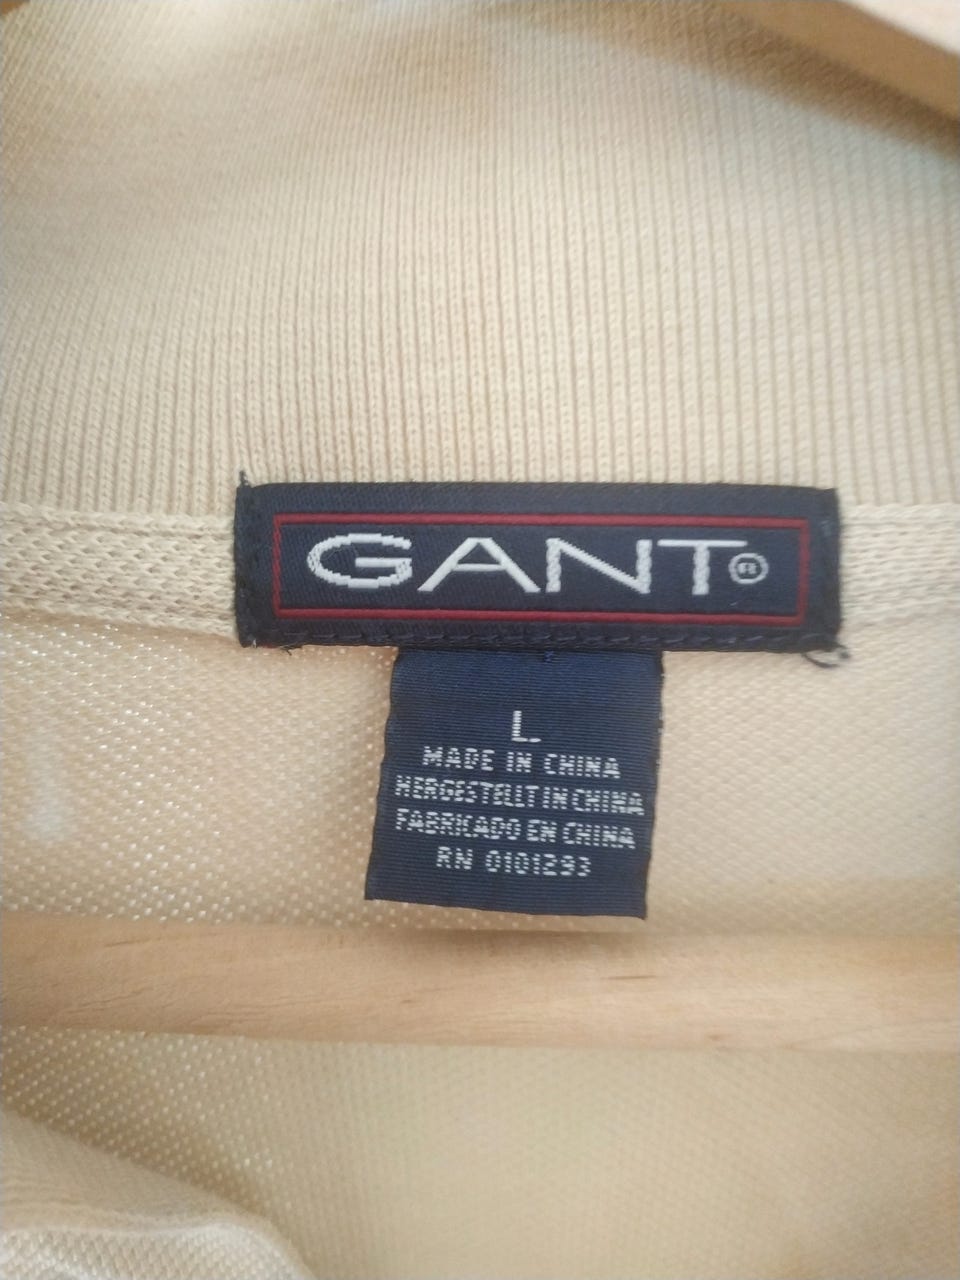 GANT®
L
MADE IN CHINA
HERGESTELLT IN CHINA
FABRICADO EN CHINA
RN 0101293